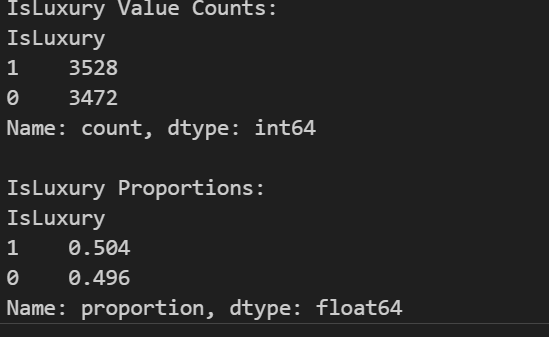 IsLuxury Value Counts:
IsLuxury
1    3528
0    3472
Name: count, dtype: int64

IsLuxury Proportions:
IsLuxury
1    0.504
0    0.496
Name: proportion, dtype: float64